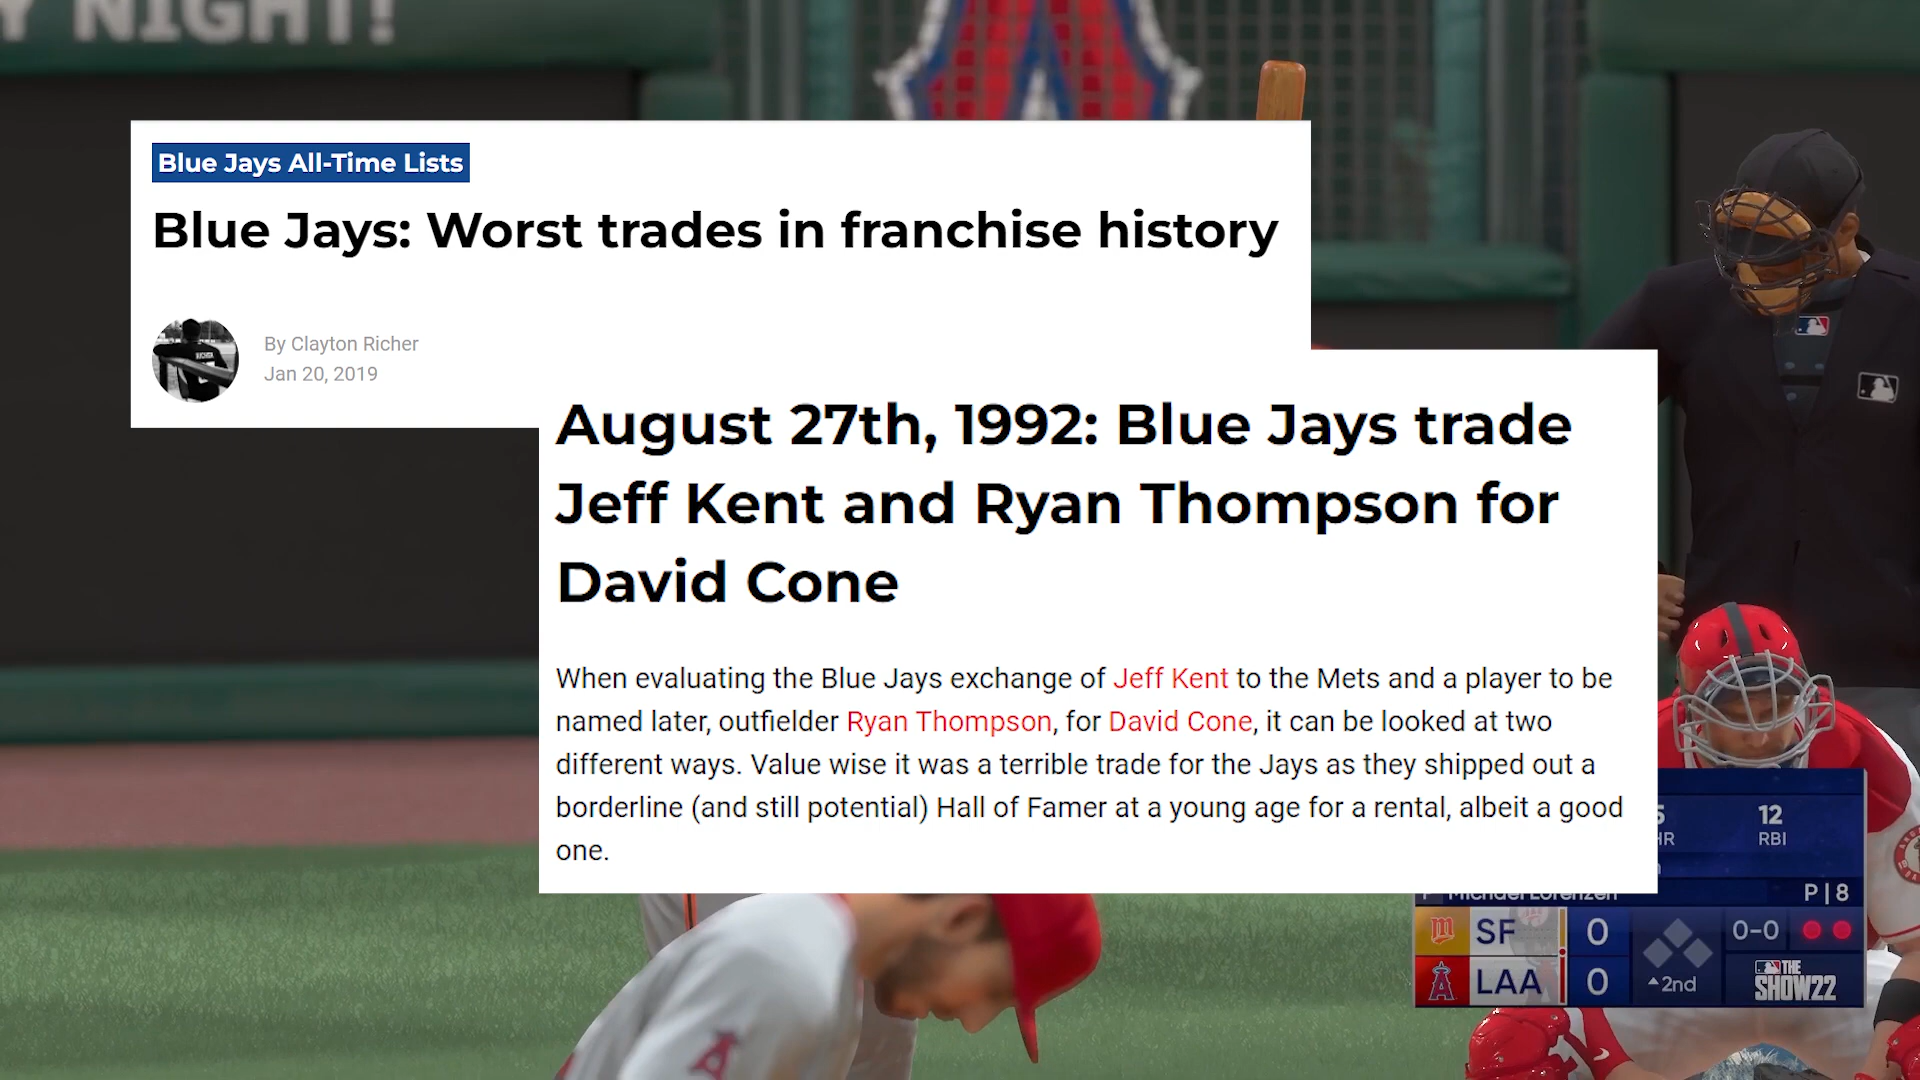 Y NIGHT!
Blue Jays All-Time Lists
Blue Jays: Worst trades in franchise history
By Clayton Richer
Jan 20, 2019
August 27th, 1992: Blue Jays trade
Jeff Kent and Ryan Thompson for
David Cone
When evaluating the Blue Jays exchange of Jeff Kent to the Mets and a player to be
named later, outfielder Ryan Thompson, for David Cone, it can be looked at two
different ways. Value wise it was a terrible trade for the Jays as they shipped out a
borderline (and still potential) Hall of Famer at a young age for a rental, albeit a good
one.
12
HR RBI
Michael Lorenzen P | 8
SF 0 0-0
LAA 0 2nd
THE
SHOW22